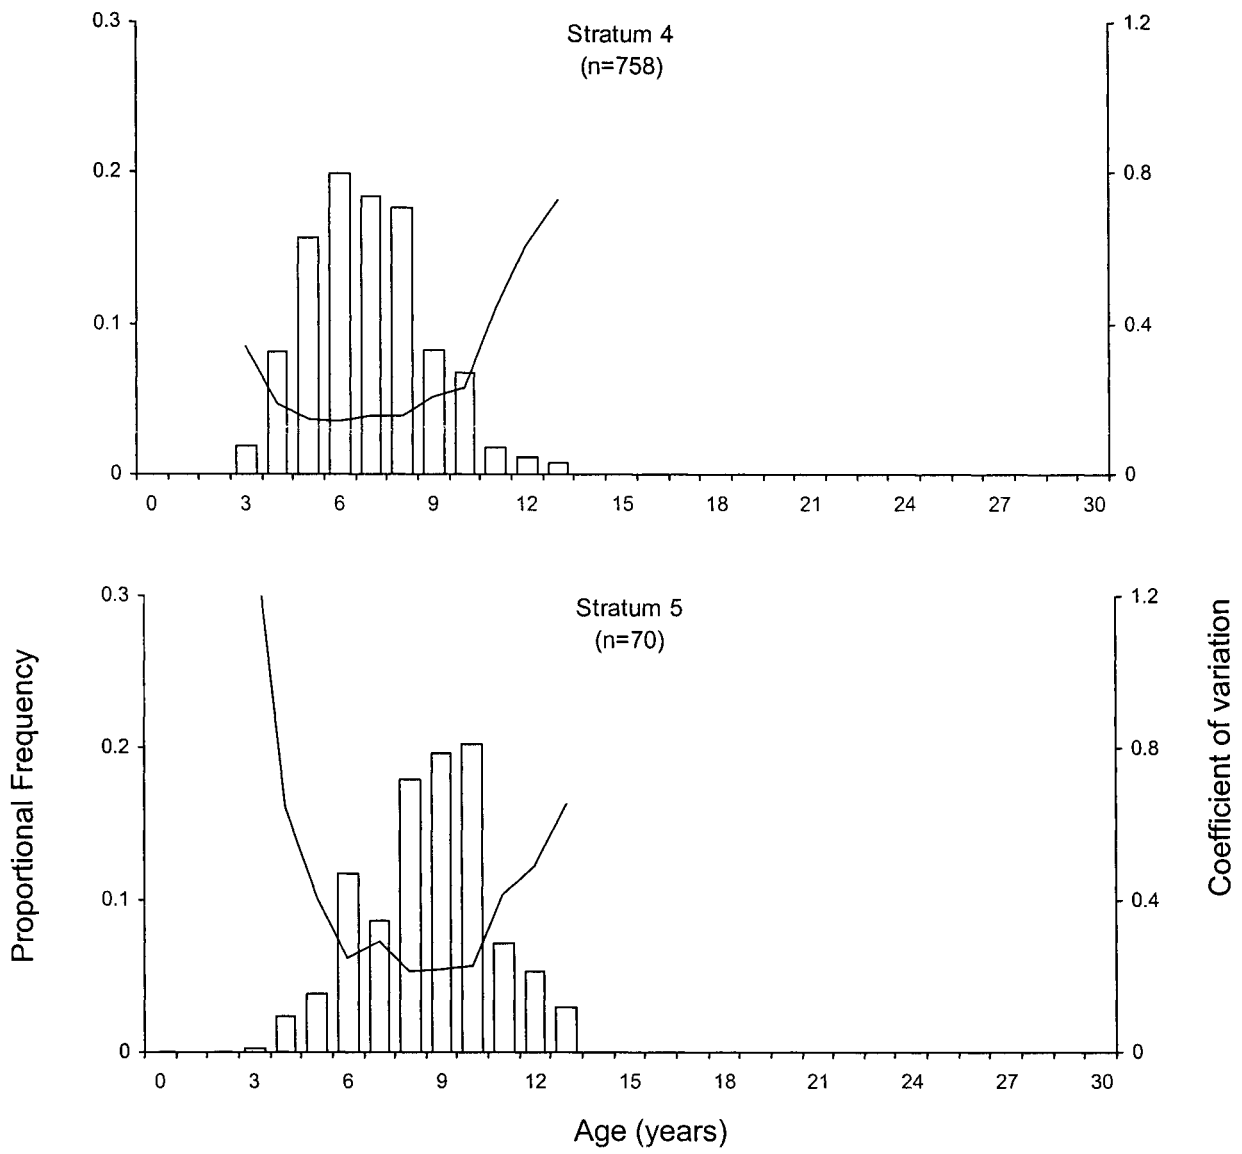 Stratum 4
(n=758)
0.3
0.2
0.1
0
1.2
0.8
0.4
0
0 3 6 9 12 15 18 21 24 27 30
Stratum 5
(n=70)
0.3
0.2
0.1
0
1.2
0.8
0.4
0
0 3 6 9 12 15 18 21 24 27 30
Proportional Frequency
Coefficient of variation
Age (years)